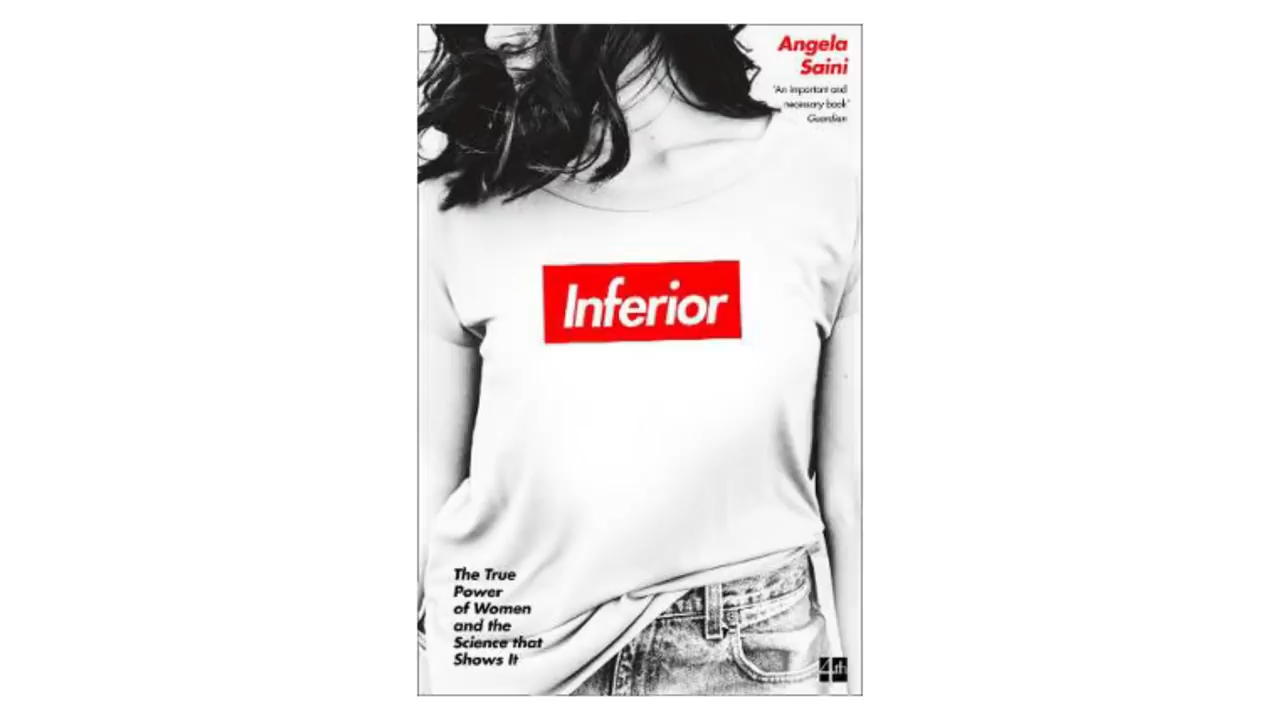 Angela
Saini
'An important and
necessary book'
Guardian
Inferior
The True
Power
of Women
and the
Science that
Shows It
4th